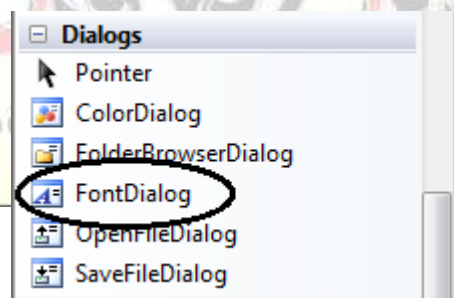 Dialogs
Pointer
ColorDialog
FolderBrowserDialog
FontDialog
OpenFileDialog
SaveFileDialog